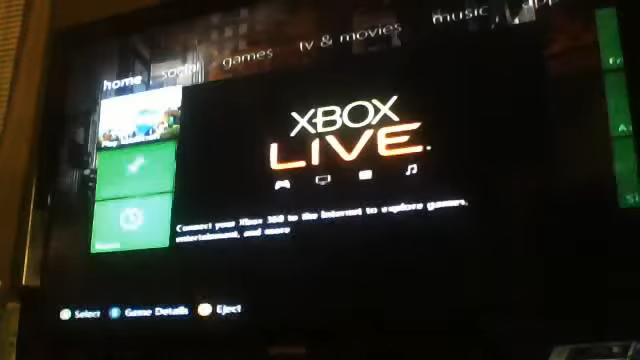 home social games tv & movies music apps
XBOX
LIVE.
Connect your Xbox 360 to the Internet to explore games,
entertainment, and more
Select Game Details Eject